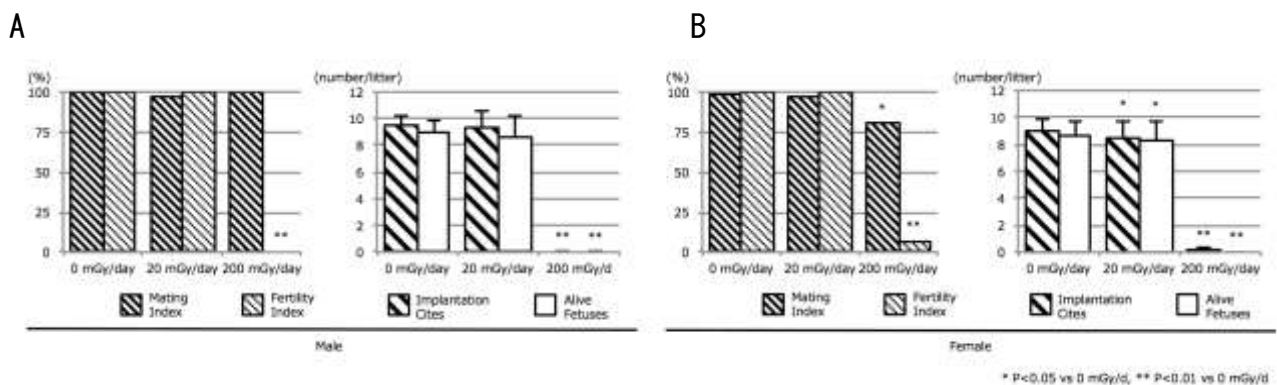 A
B
(%)
100
75
50
25
0
0 mGy/day 20 mGy/day 200 mGy/day
**
Mating Index
Fertility Index
(number/litter)
12
10
8
6
4
2
0
** **
0 mGy/day 20 mGy/day 200 mGy/d
Implantation Cites
Alive Fetuses
Male
(%)
100
75
50
25
0
*
**
0 mGy/day 20 mGy/day 200 mGy/day
Mating Index
Fertility Index
(number/litter)
12
10
8
6
4
2
0
* *
** **
0 mGy/day 20 mGy/day 200 mGy/day
Implantation Cites
Alive Fetuses
Female
* P<0.05 vs 0 mGy/d, ** P<0.01 vs 0 mGy/d